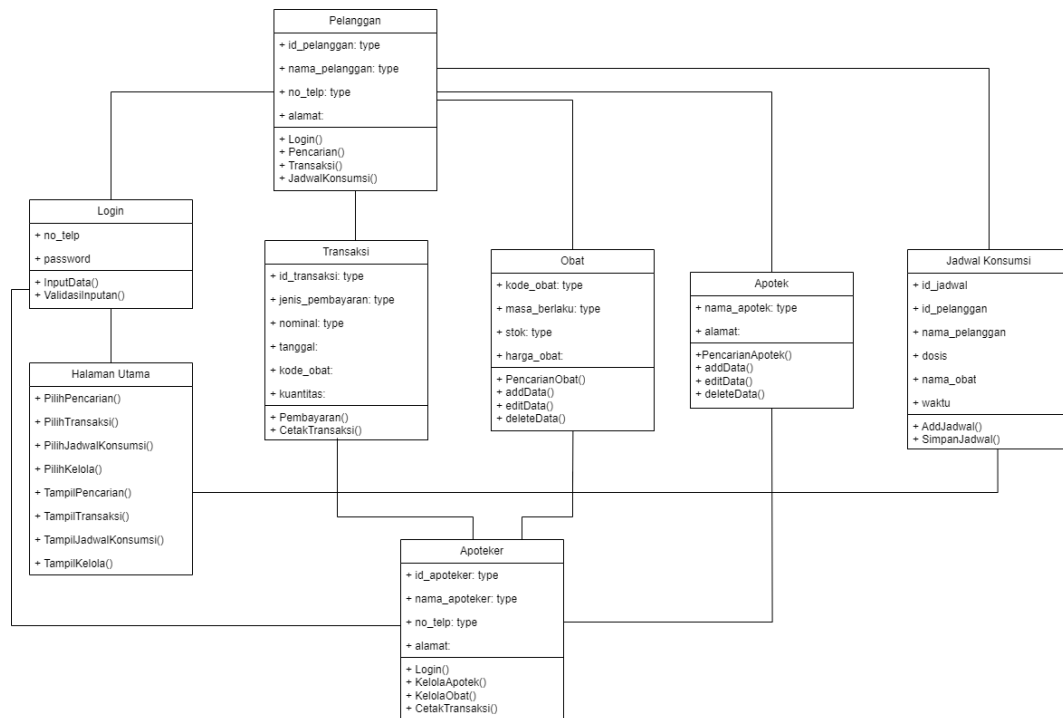 Pelanggan
+ id_pelanggan: type
+ nama_pelanggan: type
+ no_telp: type
+ alamat:
+ Login()
+ Pencarian()
+ Transaksi()
+ JadwalKonsumsi()
Login
+ no_telp
+ password
+ InputData()
+ ValidasiInputan()
Transaksi
+ id_transaksi: type
+ jenis_pembayaran: type
+ nominal: type
+ tanggal:
+ kode_obat:
+ kuantitas:
+ Pembayaran()
+ CetakTransaksi()
Obat
+ kode_obat: type
+ masa_berlaku: type
+ stok: type
+ harga_obat:
+ PencarianObat()
+ addData()
+ editData()
+ deleteData()
Apotek
+ nama_apotek: type
+ alamat:
+PencarianApotek()
+ addData()
+ editData()
+ deleteData()
Jadwal Konsumsi
+ id_jadwal
+ id_pelanggan
+ nama_pelanggan
+ dosis
+ nama_obat
+ waktu
+ AddJadwal()
+ SimpanJadwal()
Halaman Utama
+ PilihPencarian()
+ PilihTransaksi()
+ PilihJadwalKonsumsi()
+ PilihKelola()
+ TampilPencarian()
+ TampilTransaksi()
+ TampilJadwalKonsumsi()
+ TampilKelola()
Apoteker
+ id_apoteker: type
+ nama_apoteker: type
+ no_telp: type
+ alamat:
+ Login()
+ KelolaApotek()
+ KelolaObat()
+ CetakTransaksi()